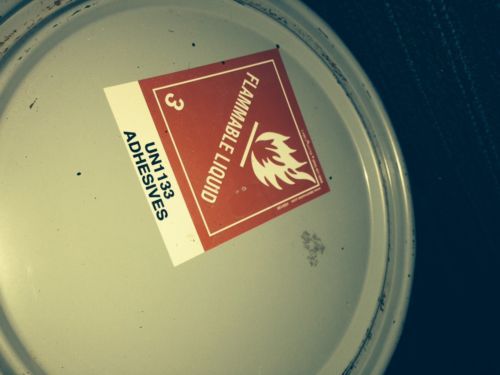 FLAMMABLE LIQUID
3
UN1133
ADHESIVES